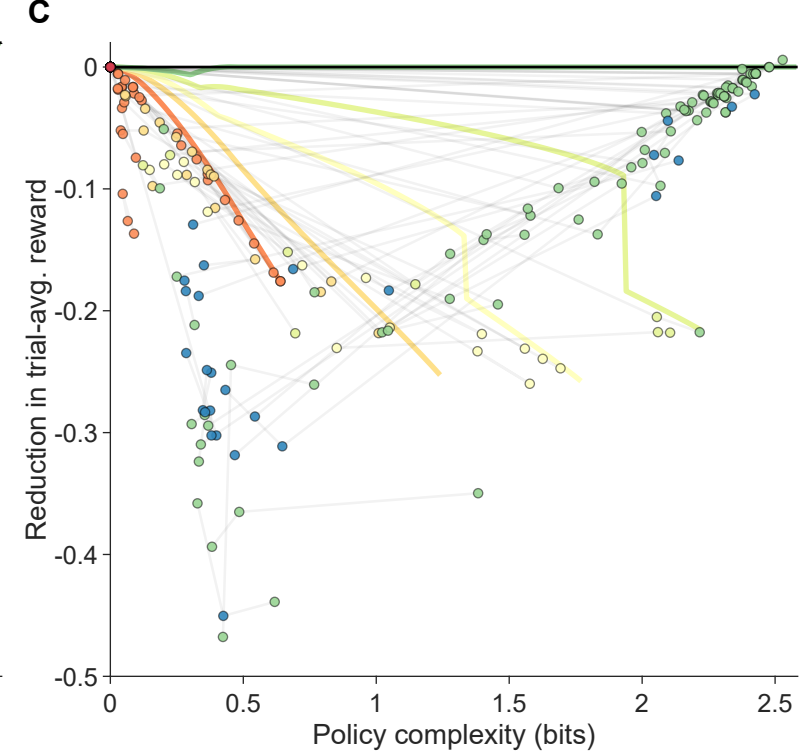 C
Reduction in trial-avg. reward
0
-0.1
-0.2
-0.3
-0.4
-0.5
0 0.5 1 1.5 2 2.5
Policy complexity (bits)